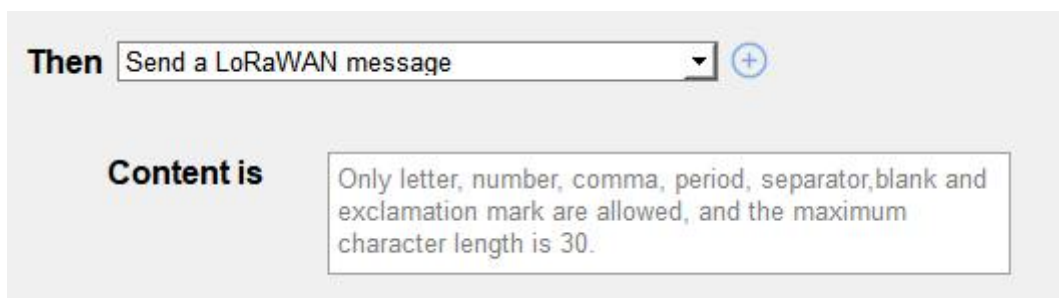 Then Send a LoRaWAN message
Content is
Only letter, number, comma, period, separator,blank and
exclamation mark are allowed, and the maximum
character length is 30.